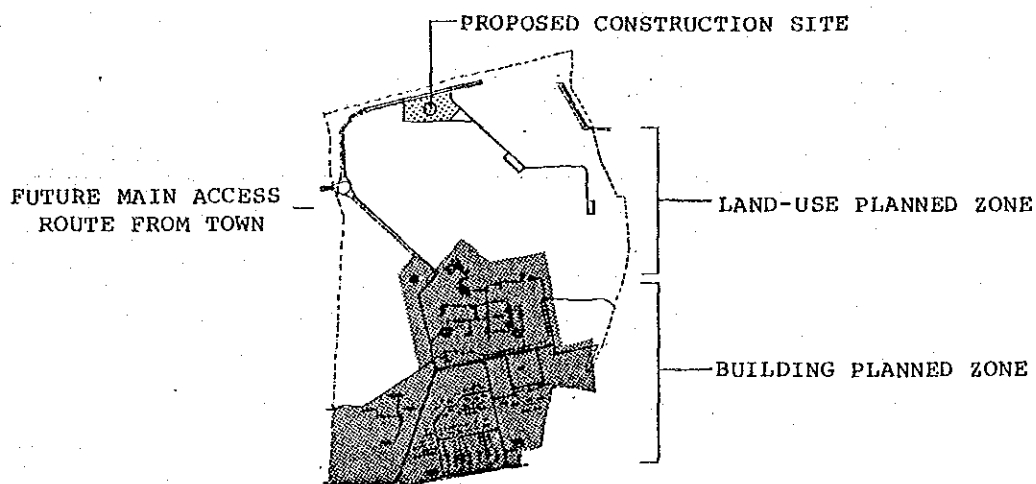 PROPOSED CONSTRUCTION SITE
FUTURE MAIN ACCESS
ROUTE FROM TOWN
LAND-USE PLANNED ZONE
BUILDING PLANNED ZONE